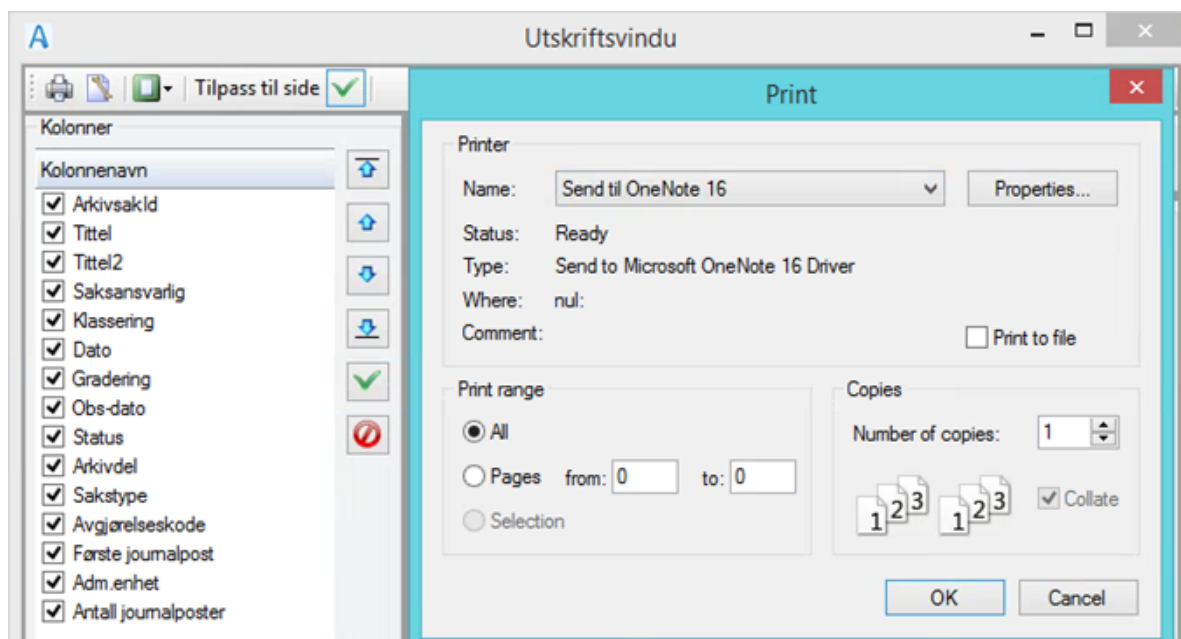 Utskriftsvindu
Tilpass til side
Kolonner
Kolonnenavn
ArkivsakId
Tittel
Tittel2
Saksansvarlig
Klassering
Dato
Gradering
Obs-dato
Status
Arkivdel
Sakstype
Avgjørelseskode
Første journalpost
Adm.enhet
Antall journalposter
Print
Printer
Name: Send til OneNote 16 Properties...
Status: Ready
Type: Send to Microsoft OneNote 16 Driver
Where: nul:
Comment: Print to file
Print range
All
Pages from: 0 to: 0
Selection
Copies
Number of copies: 1
1 2 3 1 2 3 Collate
OK Cancel